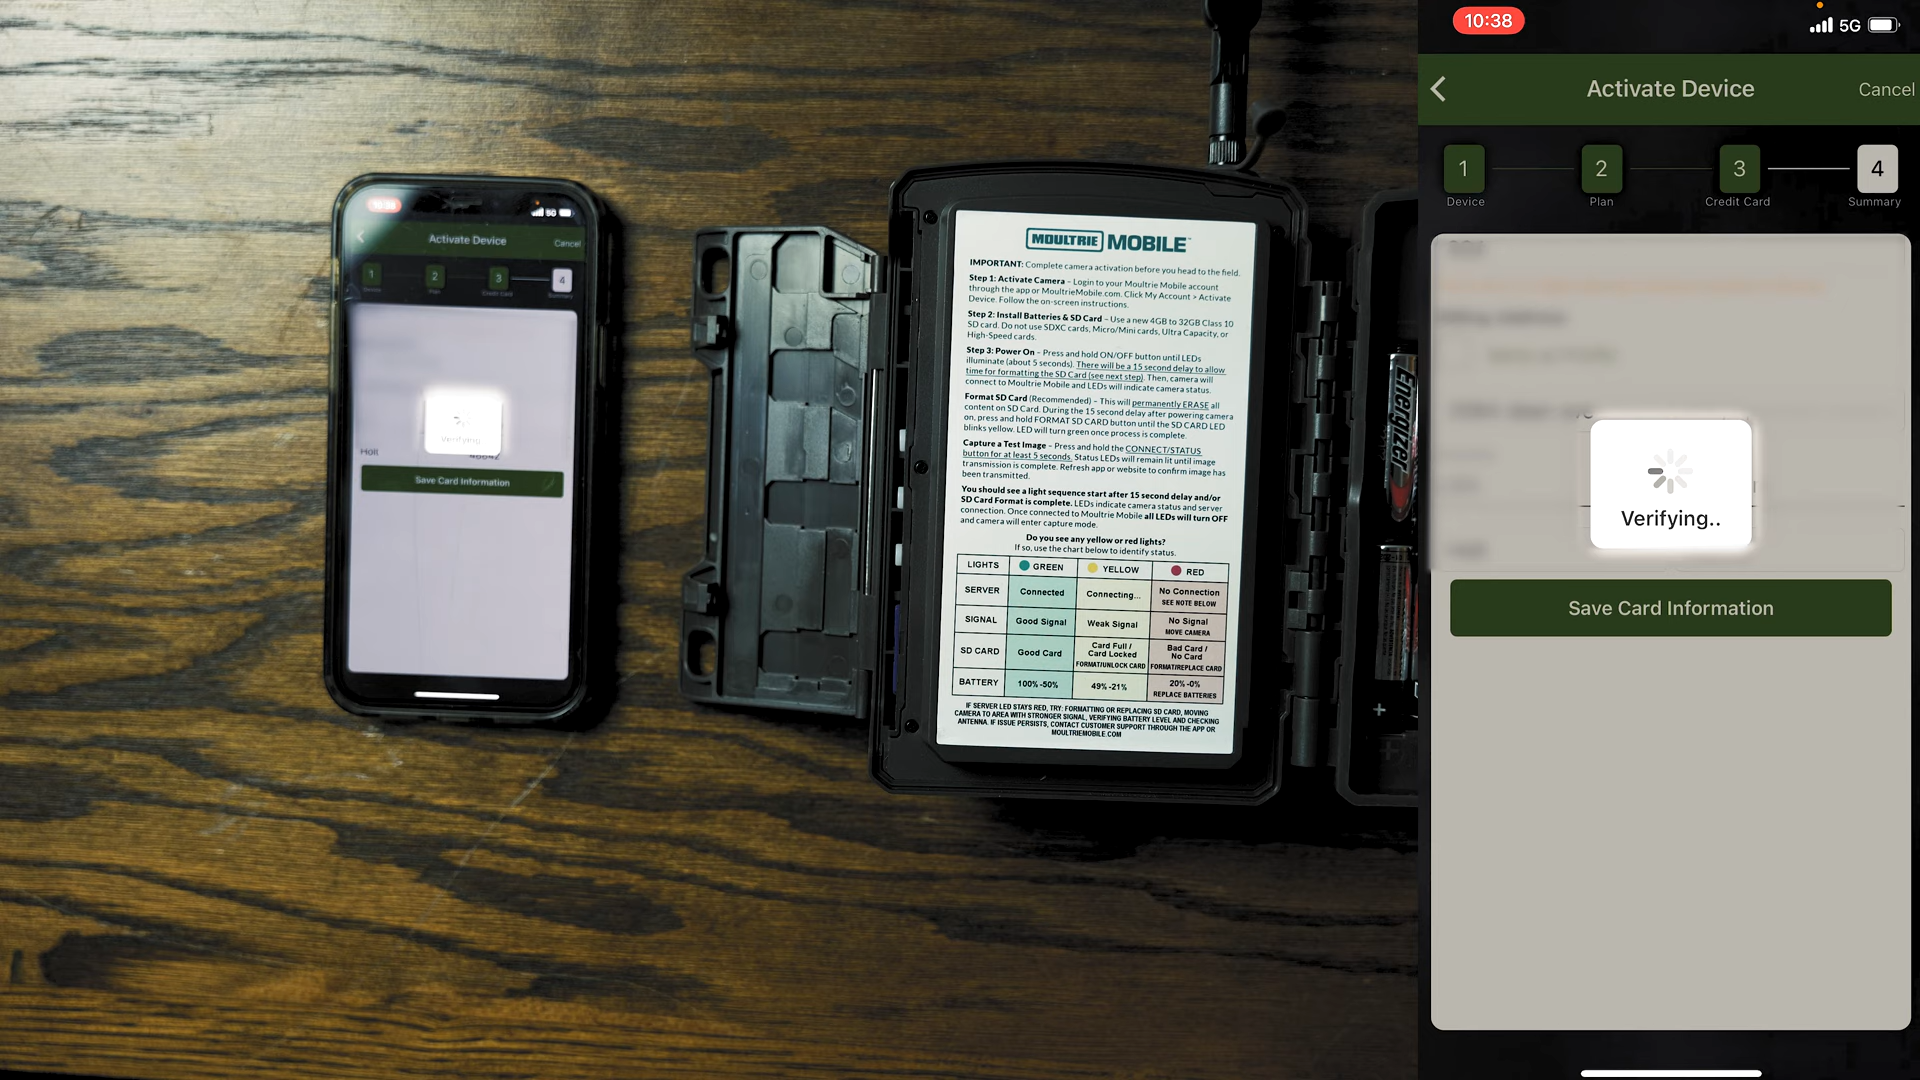 10:38
5G
Activate Device
Cancel
1
2
3
4
Device
Plan
Credit Card
Summary
Verifying
Holt
Save Card Information
MOULTRIE MOBILE
IMPORTANT: Complete camera activation before you head to the field.
Step 1: Activate Camera – Login to your Moultrie Mobile account
through the app or MoultrieMobile.com. Click My Account > Activate
Device. Follow the on-screen instructions.
Step 2: Install Batteries & SD Card – Use a new 4GB to 32GB Class 10
SD card. Do not use SDXC cards, Micro/Mini cards, Ultra Capacity, or
High-Speed cards.
Step 3: Power On – Press and hold ON/OFF button until LEDs
illuminate (about 5 seconds). There will be a 15 second delay to allow
time for formatting the SD Card (see next step). Then, camera will
connect to Moultrie Mobile and LEDs will indicate camera status.
Format SD Card (Recommended) – This will permanently ERASE all
content on SD Card. During the 15 second delay after powering camera
on, press and hold FORMAT SD CARD button until the SD CARD LED
blinks yellow. LED will turn green once process is complete.
Capture a Test Image – Press and hold the CONNECT/STATUS
button for at least 5 seconds. Status LEDs will remain lit until image
transmission is complete. Refresh app or website to confirm image has
been transmitted.
You should see a light sequence start after 15 second delay and/or
SD Card Format is complete. LEDs indicate camera status and server
connection. Once connected to Moultrie Mobile all LEDs will turn OFF
and camera will enter capture mode.
Do you see any yellow or red lights?
If so, use the chart below to identify status.
LIGHTS GREEN YELLOW RED
SERVER Connected Connecting... No Connection
SEE NOTE BELOW
SIGNAL Good Signal Weak Signal No Signal
MOVE CAMERA
SD CARD Good Card Card Full / Bad Card /
Card Locked No Card
FORMAT/UNLOCK CARD FORMAT/REPLACE CARD
BATTERY 100% -50% 49% -21% 20% -0%
REPLACE BATTERIES
IF SERVER LED STAYS RED, TRY: FORMATTING OR REPLACING SD CARD, MOVING
CAMERA TO AREA WITH STRONGER SIGNAL, VERIFYING BATTERY LEVEL AND CHECKING
ANTENNA. IF ISSUE PERSISTS, CONTACT CUSTOMER SUPPORT THROUGH THE APP OR
MOULTRIEMOBILE.COM
Energizer
+
10:38
5G
Activate Device
Cancel
1
2
3
4
Device
Plan
Credit Card
Summary
Verifying..
Save Card Information